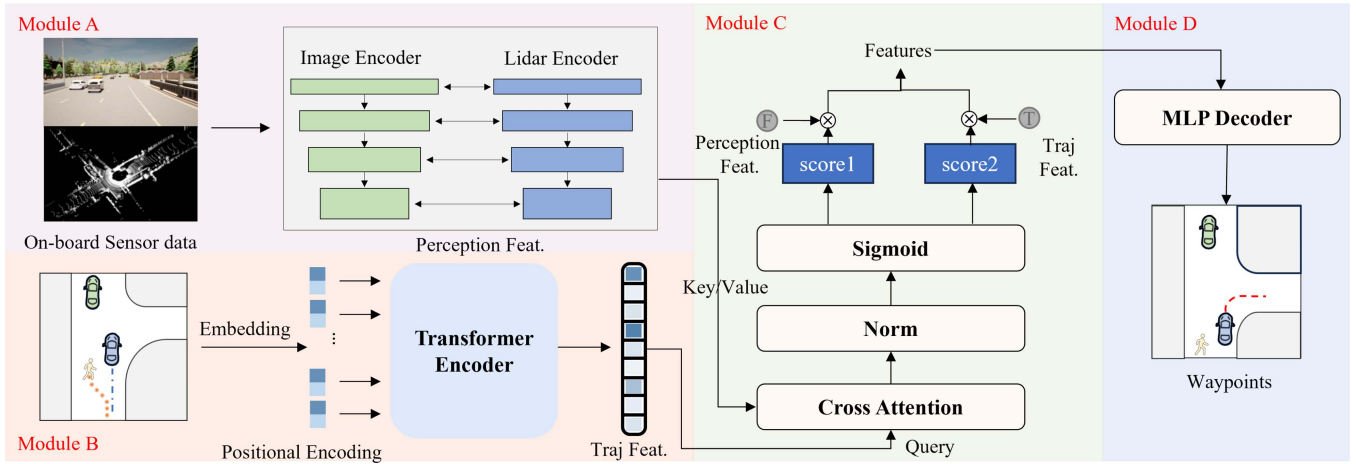 Module A
Image Encoder
Lidar Encoder
On-board Sensor data
Perception Feat.
Module B
Embedding
...
Positional Encoding
Transformer
Encoder
Traj Feat.
Module C
Features
F
T
Perception
Feat.
score1
score2
Traj
Feat.
Sigmoid
Key/Value
Norm
Cross Attention
Query
Module D
MLP Decoder
Waypoints